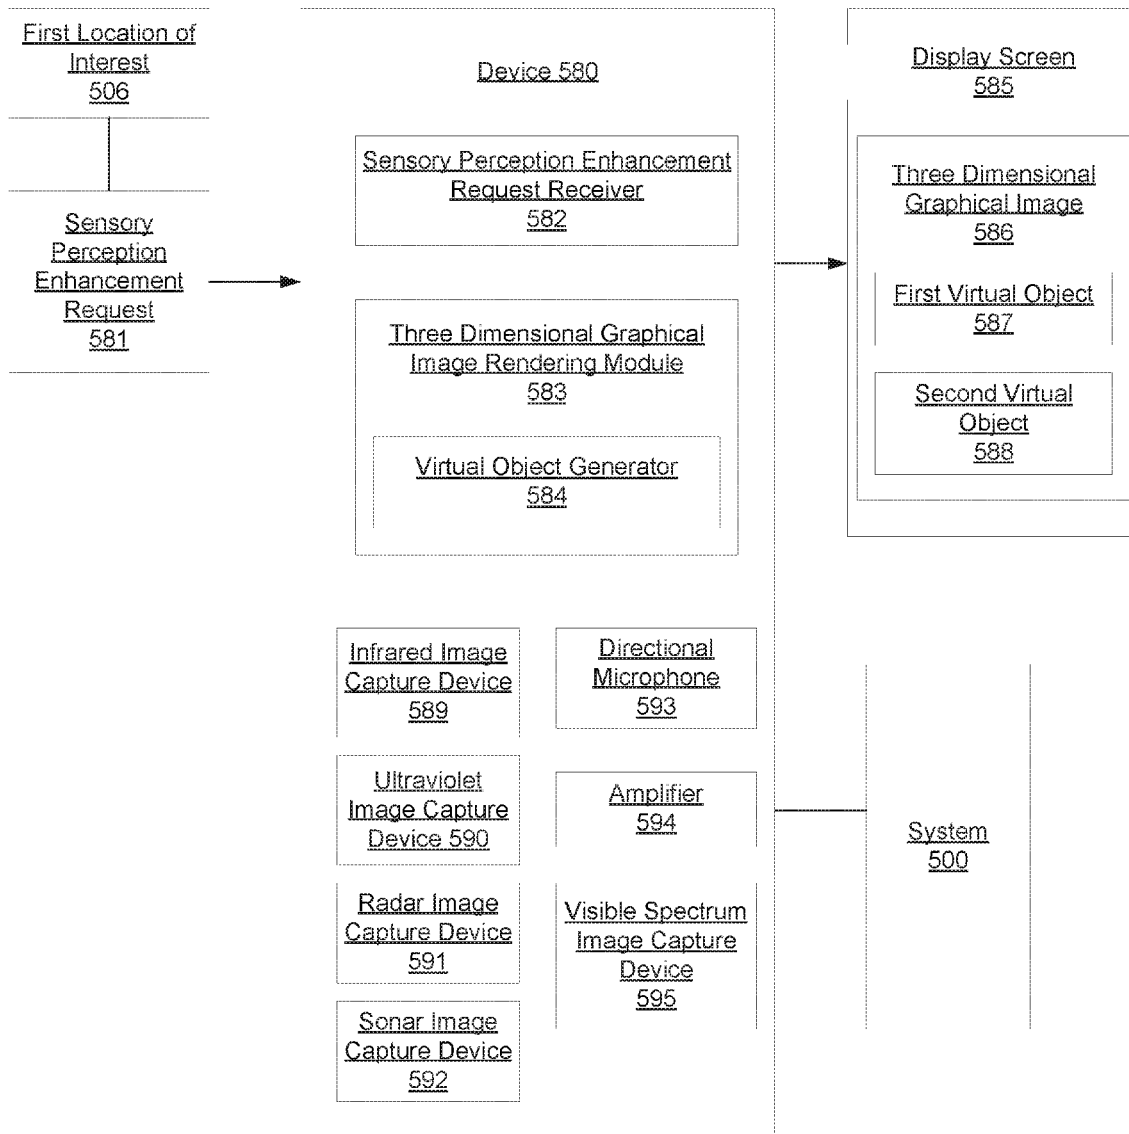 First Location of
Interest
506
Sensory
Perception
Enhancement
Request
581
Device 580
Sensory Perception Enhancement
Request Receiver
582
Three Dimensional Graphical
Image Rendering Module
583
Virtual Object Generator
584
Infrared Image
Capture Device
589
Ultraviolet
Image Capture
Device 590
Radar Image
Capture Device
591
Sonar Image
Capture Device
592
Directional
Microphone
593
Amplifier
594
Visible Spectrum
Image Capture
Device
595
Display Screen
585
Three Dimensional
Graphical Image
586
First Virtual Object
587
Second Virtual
Object
588
System
500